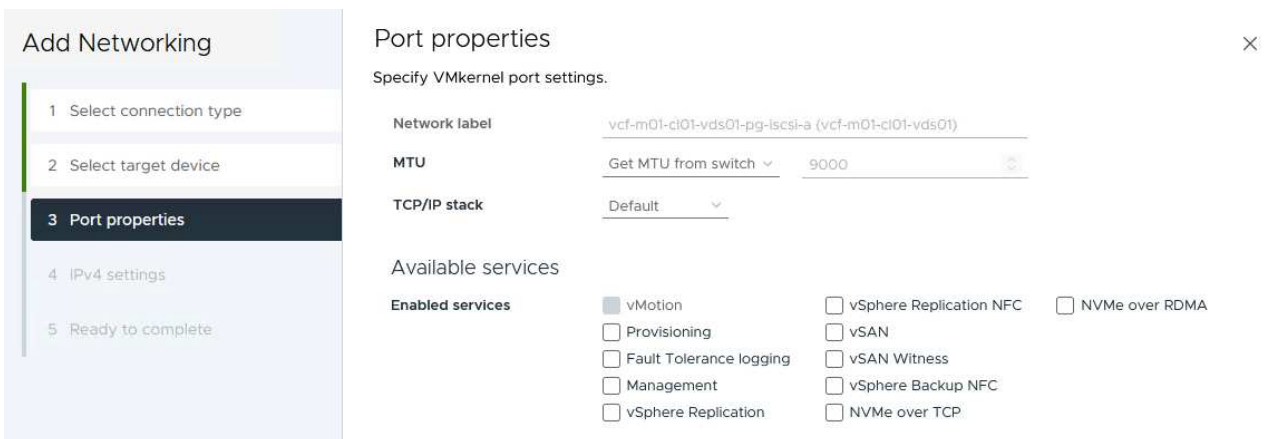 Add Networking
1 Select connection type
2 Select target device
3 Port properties
4 IPv4 settings
5 Ready to complete
Port properties
Specify VMkernel port settings.
Network label vcf-m01-cl01-vds01-pg-iscsi-a (vcf-m01-cl01-vds01)
MTU Get MTU from switch 9000
TCP/IP stack Default
Available services
Enabled services vMotion vSphere Replication NFC NVMe over RDMA
Provisioning vSAN
Fault Tolerance logging vSAN Witness
Management vSphere Backup NFC
vSphere Replication NVMe over TCP